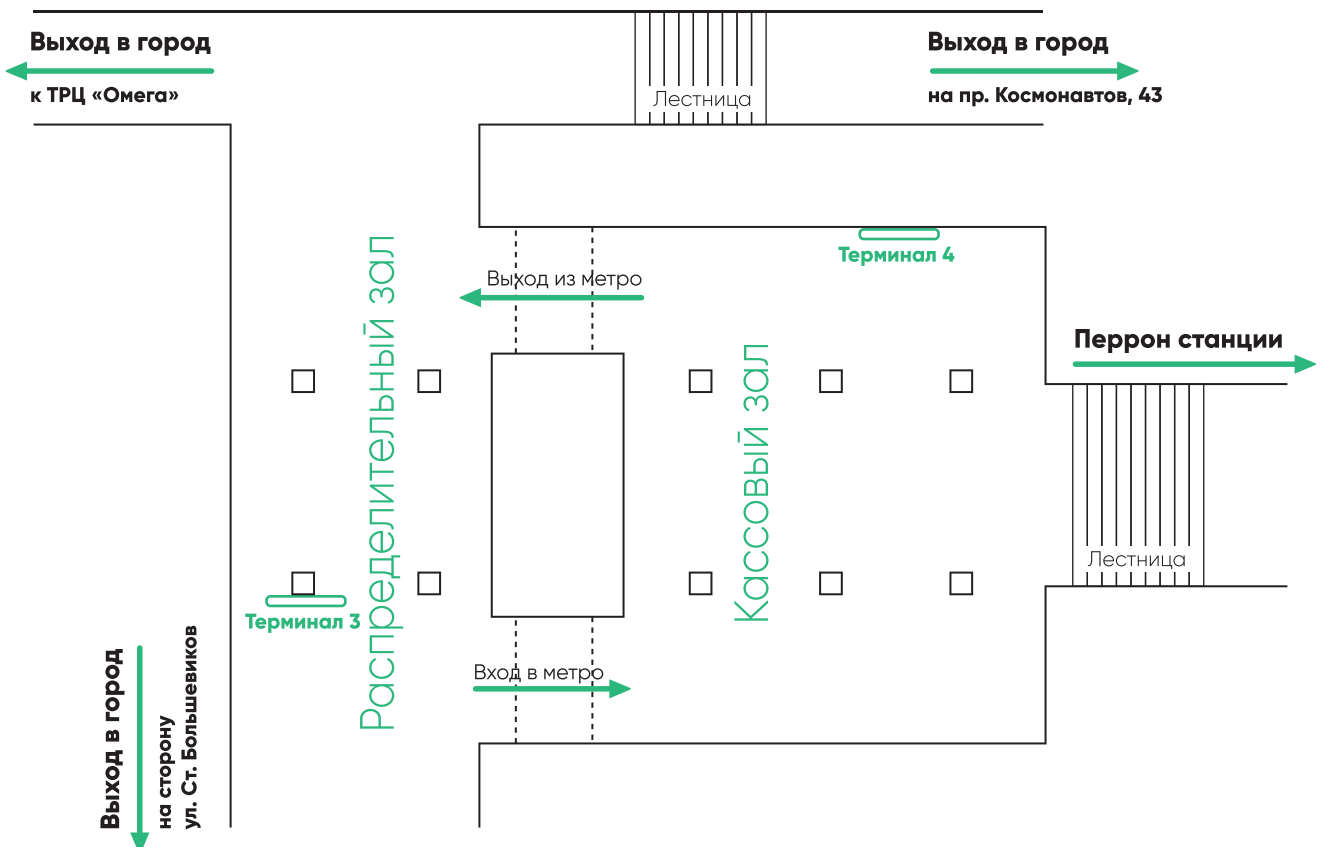 Выход в город
к ТРЦ «Омега»
Лестница
Выход в город
на пр. Космонавтов, 43
Терминал 4
Выход из метро
Распределительный зал
Кассовый зал
Перрон станции
Лестница
Терминал 3
Вход в метро
Выход в город
на сторону
ул. Ст. Большевиков